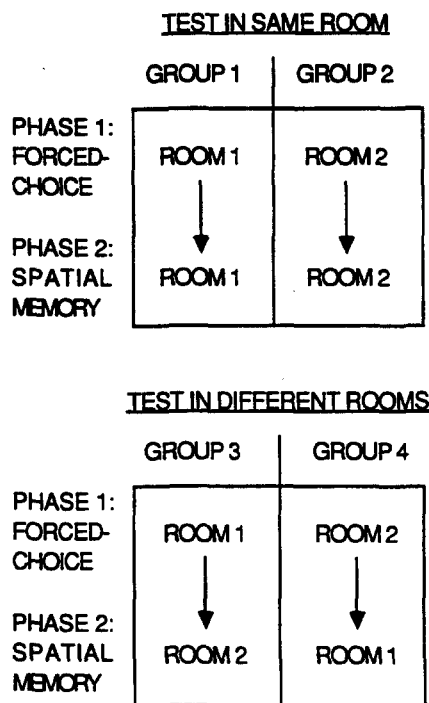 TEST IN SAME ROOM
GROUP 1 GROUP 2
PHASE 1:
FORCED-
CHOICE
ROOM 1 ROOM 2
PHASE 2:
SPATIAL
MEMORY
ROOM 1 ROOM 2
TEST IN DIFFERENT ROOMS
GROUP 3 GROUP 4
PHASE 1:
FORCED-
CHOICE
ROOM 1 ROOM 2
PHASE 2:
SPATIAL
MEMORY
ROOM 2 ROOM 1